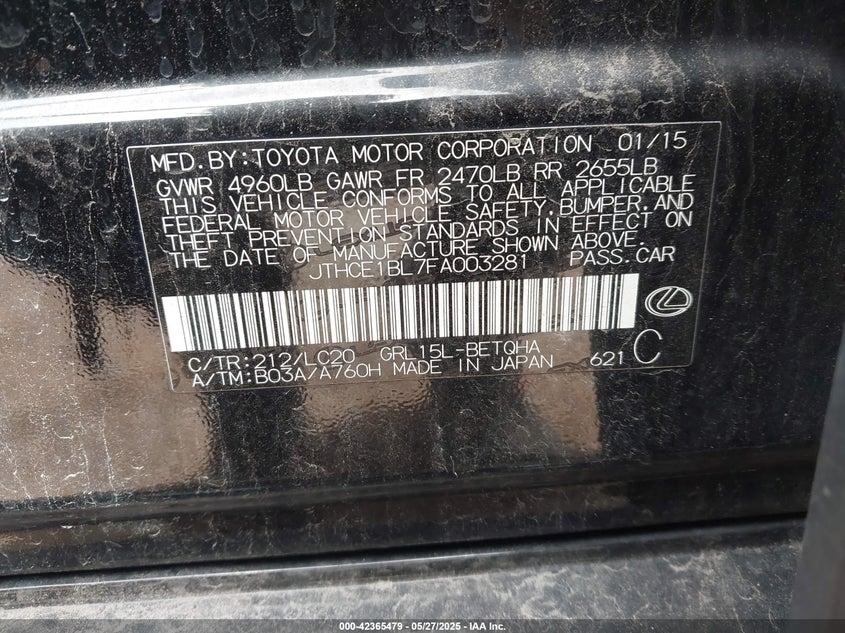 MFD.BY:TOYOTA MOTOR CORPORATION 01/15
GVWR 4960LB GAWR FR 2470LB RR 2655LB
THIS VEHICLE CONFORMS TO ALL APPLICABLE
FEDERAL MOTOR VEHICLE SAFETY,BUMPER,AND
THEFT PREVENTION STANDARDS IN EFFECT ON
THE DATE OF MANUFACTURE SHOWN ABOVE.
JTHCE1BL7FA003281 PASS.CAR
C/TR:212/LC20 GRL15L-BETQHA
A/TM:B03A/A760H MADE IN JAPAN 621 C
000-42365479 — 05/27/2025 — IAA Inc.